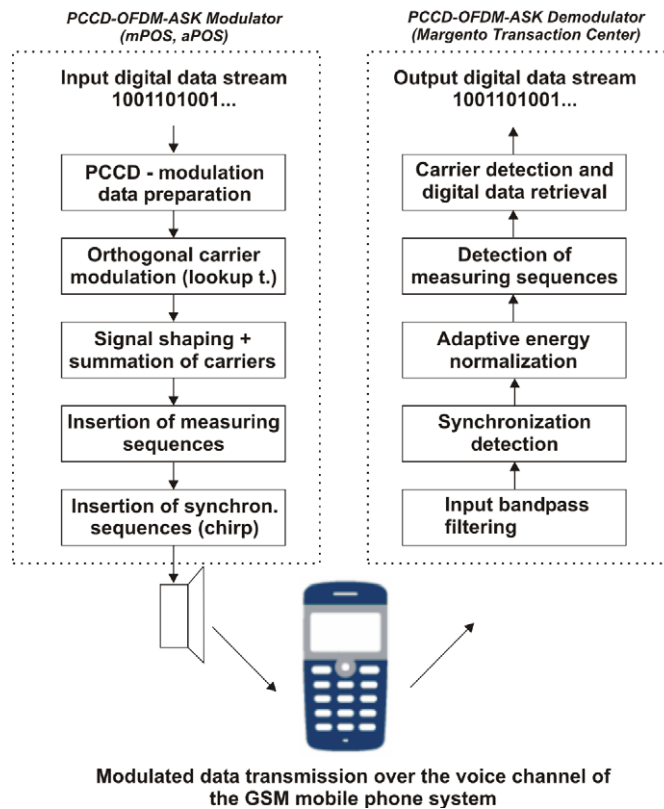 PCCD-OFDM-ASK Modulator
(mPOS, aPOS)
Input digital data stream
1001101001...
PCCD - modulation
data preparation
Orthogonal carrier
modulation (lookup t.)
Signal shaping +
summation of carriers
Insertion of measuring
sequences
Insertion of synchron.
sequences (chirp)
PCCD-OFDM-ASK Demodulator
(Margento Transaction Center)
Output digital data stream
1001101001...
Carrier detection and
digital data retrieval
Detection of
measuring sequences
Adaptive energy
normalization
Synchronization
detection
Input bandpass
filtering
Modulated data transmission over the voice channel of
the GSM mobile phone system